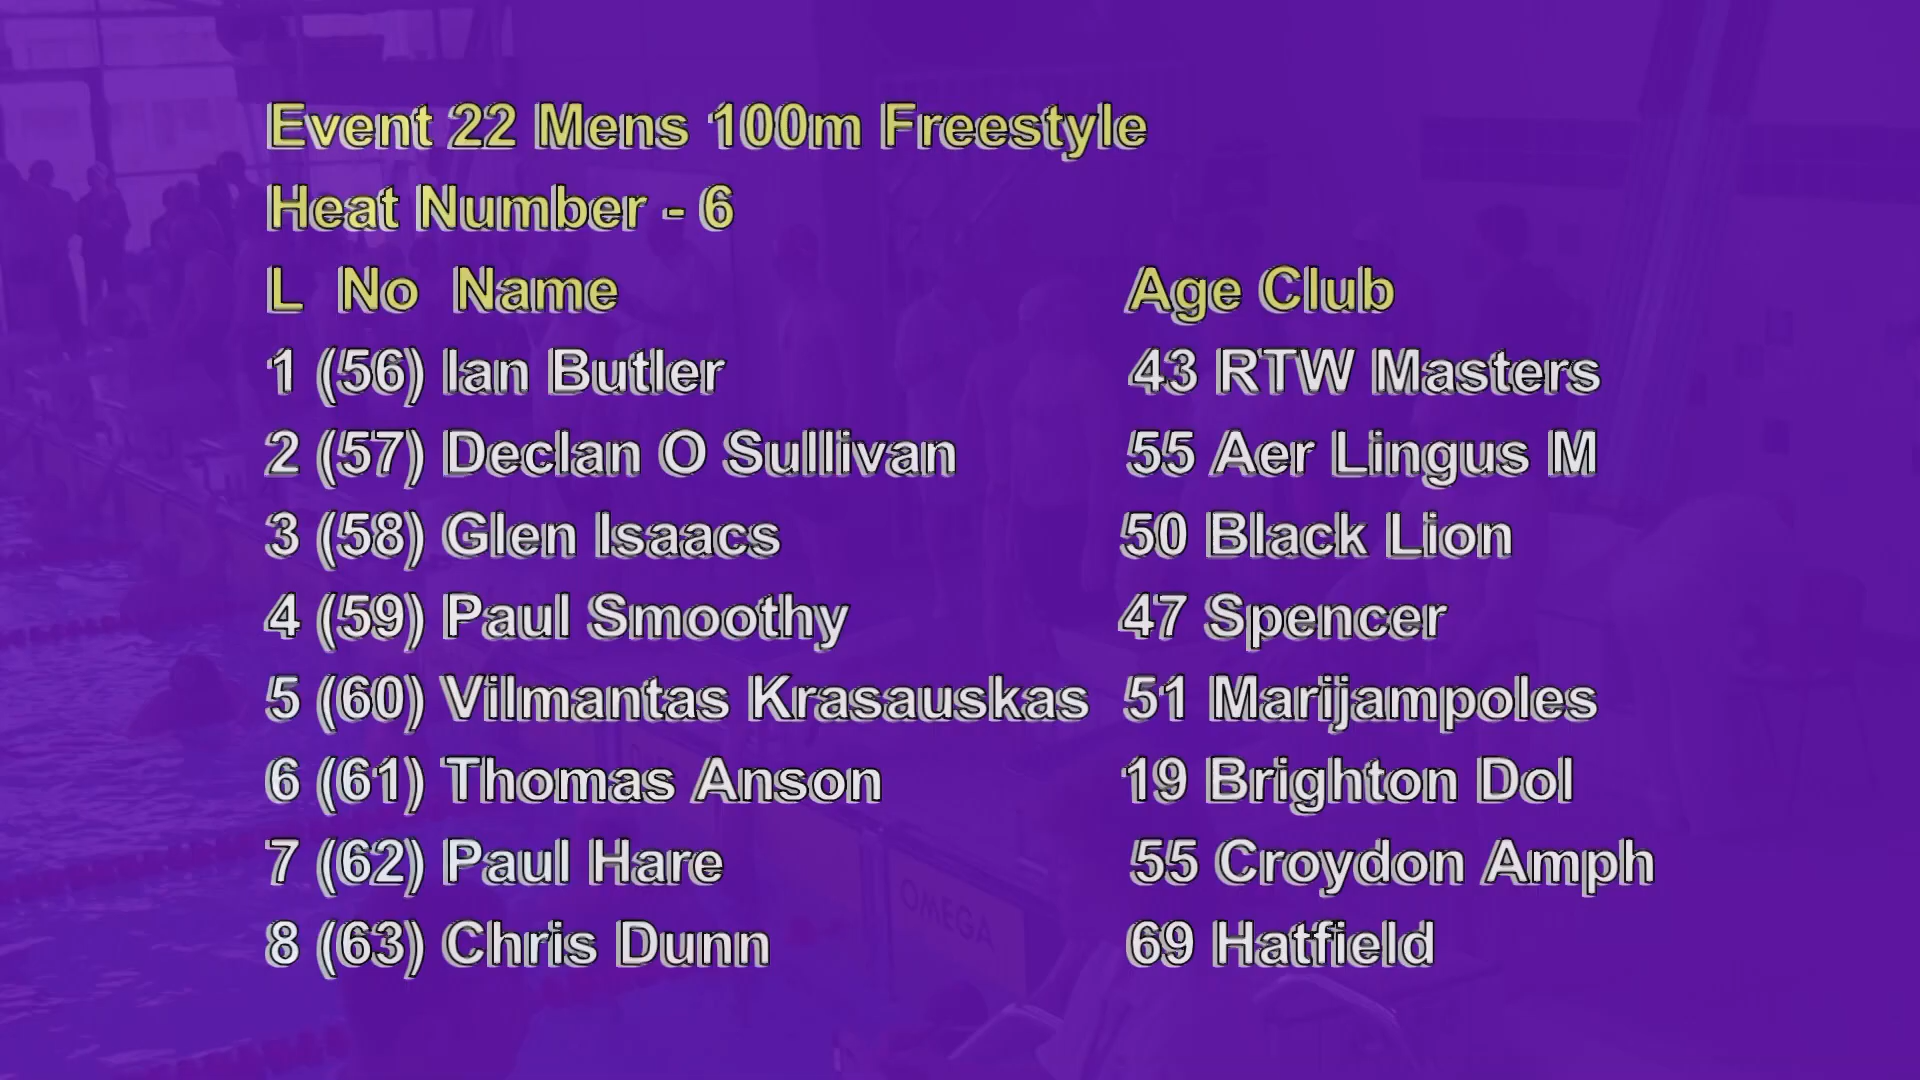 Event 22 Mens 100m Freestyle
Heat Number - 6
L No Name Age Club
1 (56) Ian Butler 43 RTW Masters
2 (57) Declan O Sullivan 55 Aer Lingus M
3 (58) Glen Isaacs 50 Black Lion
4 (59) Paul Smoothy 47 Spencer
5 (60) Vilmantas Krasauskas 51 Marijampoles
6 (61) Thomas Anson 19 Brighton Dol
7 (62) Paul Hare 55 Croydon Amph
8 (63) Chris Dunn 69 Hatfield
OMEGA